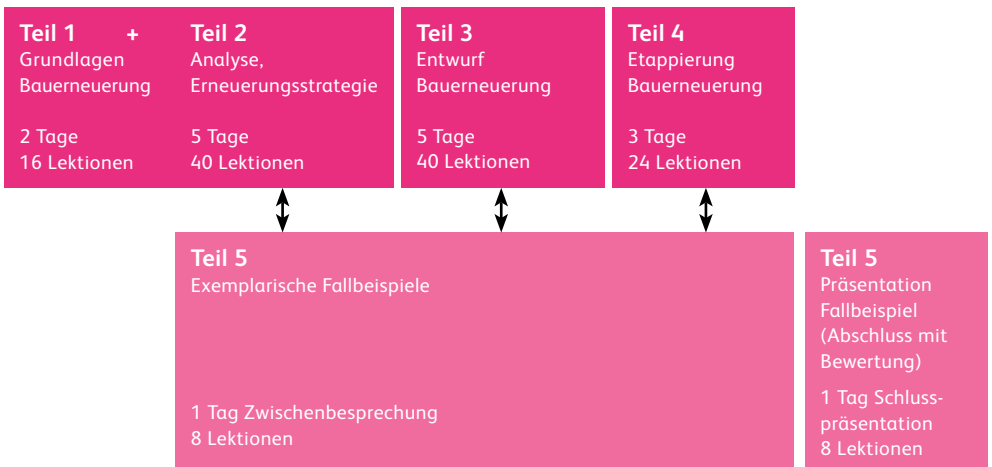 Teil 1 +
Grundlagen
Bauerneuerung
2 Tage
16 Lektionen
Teil 2
Analyse,
Erneuerungsstrategie
5 Tage
40 Lektionen
Teil 3
Entwurf
Bauerneuerung
5 Tage
40 Lektionen
Teil 4
Etappierung
Bauerneuerung
3 Tage
24 Lektionen
Teil 5
Exemplarische Fallbeispiele
1 Tag Zwischenbesprechung
8 Lektionen
Teil 5
Präsentation
Fallbeispiel
(Abschluss mit
Bewertung)
1 Tag Schluss-
präsentation
8 Lektionen